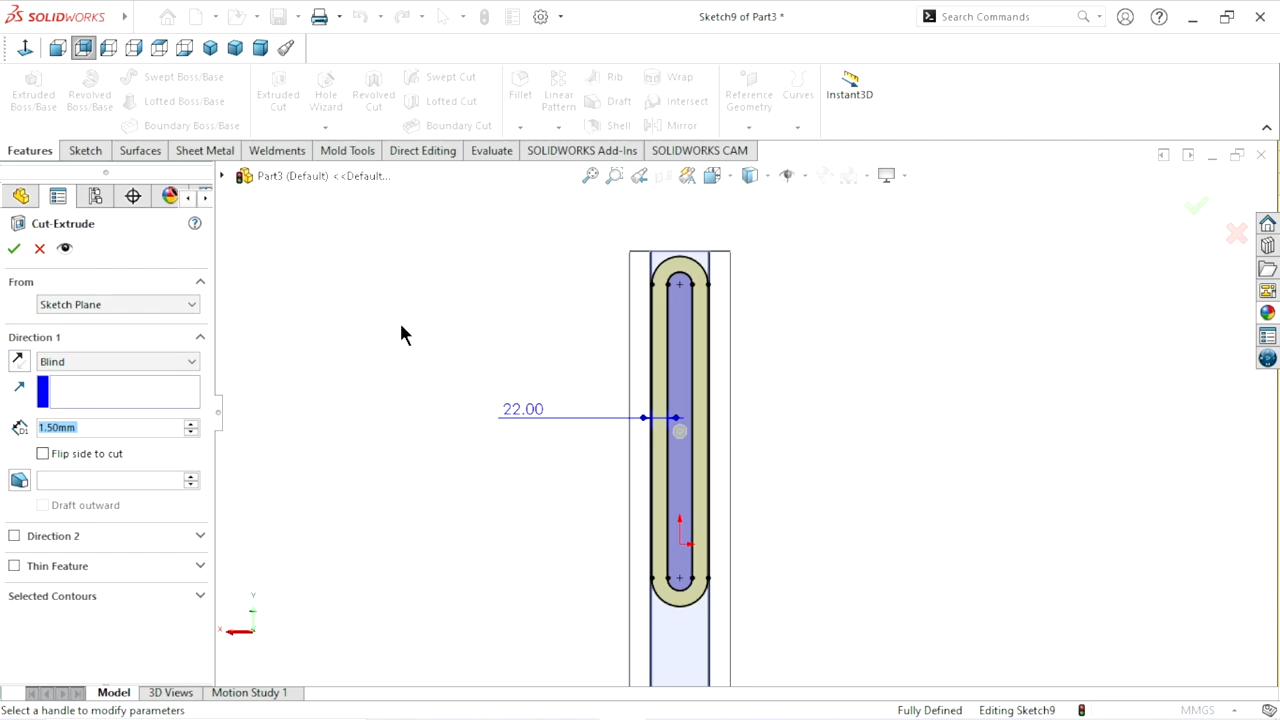 SOLIDWORKS
Sketch9 of Part3 *
Search Commands
Extruded Boss/Base
Revolved Boss/Base
Swept Boss/Base
Lofted Boss/Base
Boundary Boss/Base
Extruded Cut
Hole Wizard
Revolved Cut
Swept Cut
Lofted Cut
Boundary Cut
Fillet
Linear Pattern
Rib
Draft
Shell
Wrap
Intersect
Mirror
Reference Geometry
Curves
Instant3D
Features
Sketch
Surfaces
Sheet Metal
Weldments
Mold Tools
Direct Editing
Evaluate
SOLIDWORKS Add-Ins
SOLIDWORKS CAM
Part3 (Default) <<Default...
Cut-Extrude
From
Sketch Plane
Direction 1
Blind
D1
1.50mm
Flip side to cut
Draft outward
Direction 2
Thin Feature
Selected Contours
22.00
Y
X
Model
3D Views
Motion Study 1
Select a handle to modify parameters
Fully Defined
Editing Sketch9
MMGS